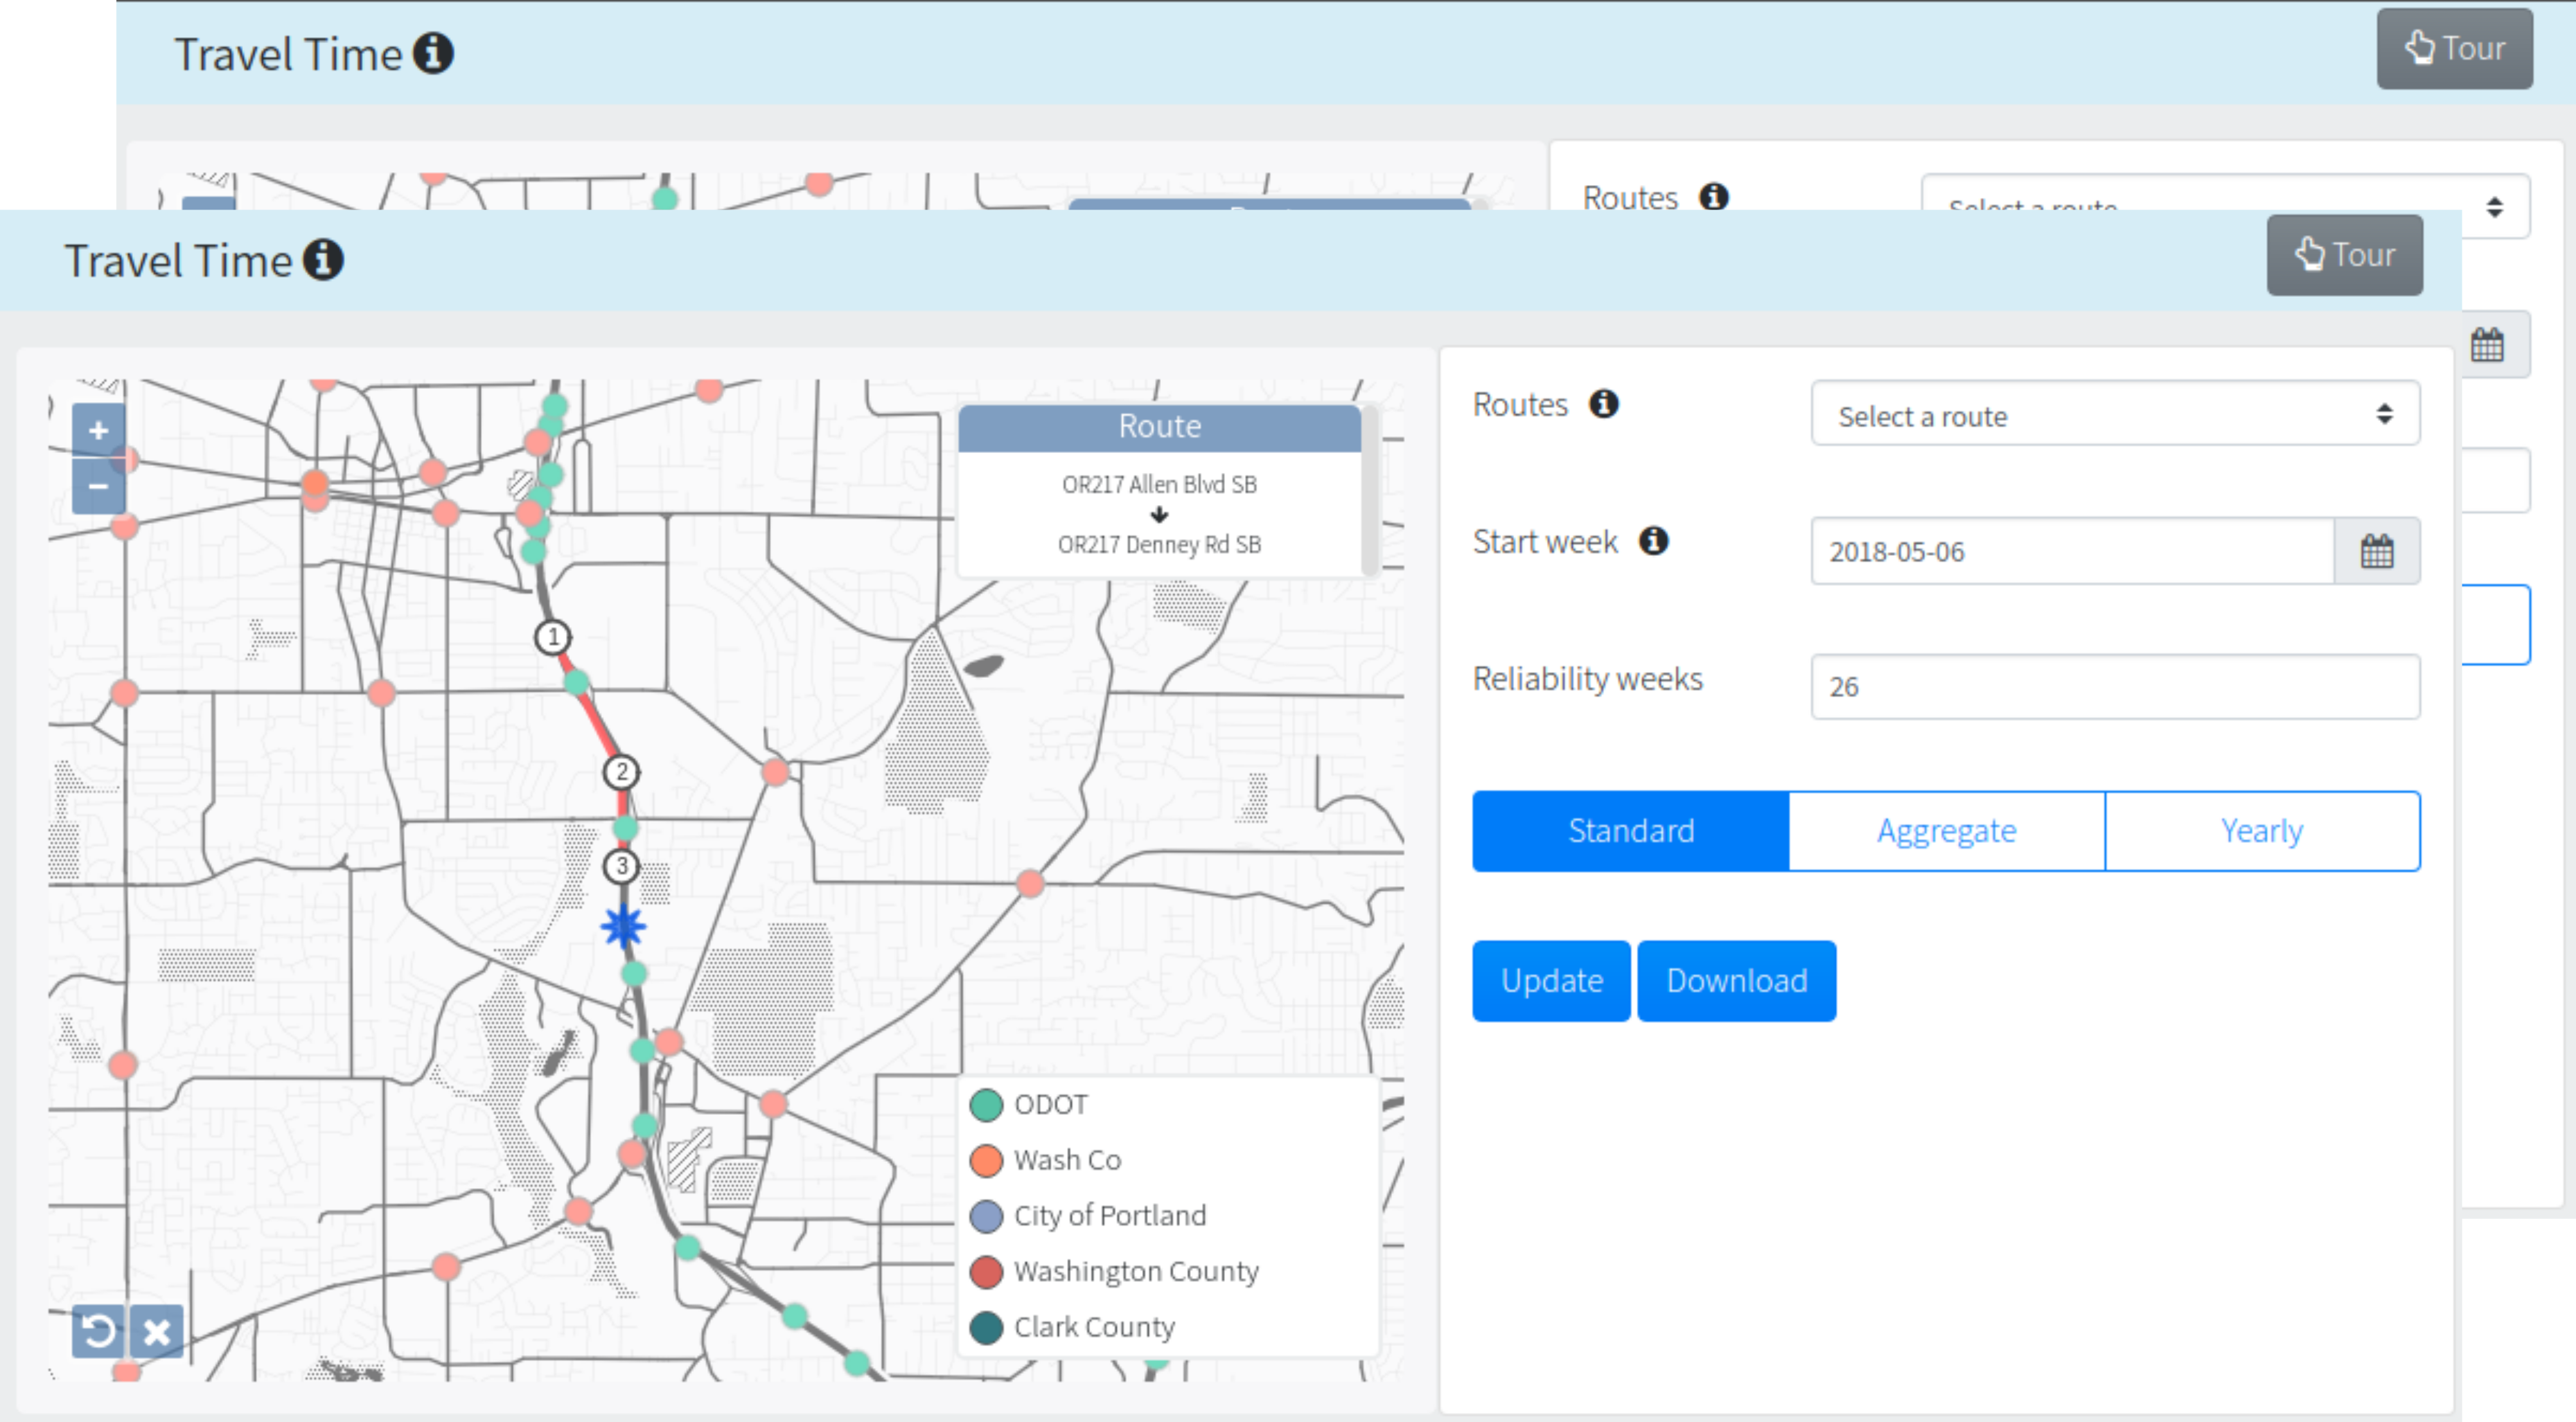 Travel Time
Tour
Routes
Select a route
Travel Time
Tour
+
−
Route
OR217 Allen Blvd SB
OR217 Denney Rd SB
1
2
3
ODOT
Wash Co
City of Portland
Washington County
Clark County
Routes
Select a route
Start week
2018-05-06
Reliability weeks
26
Standard
Aggregate
Yearly
Update
Download